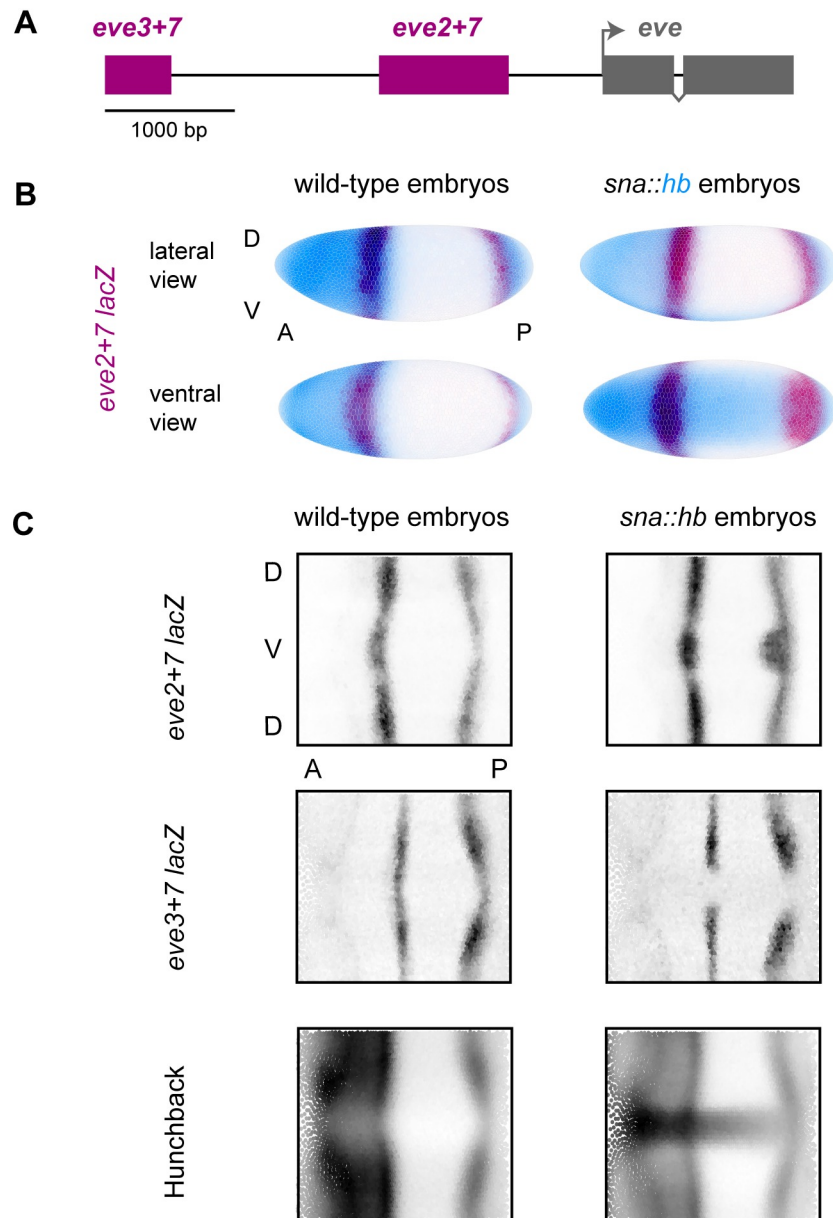 A
eve3+7
eve2+7
eve
1000 bp
B
wild-type embryos
sna::hb embryos
eve2+7 lacZ
lateral
view
D
V
A
P
ventral
view
C
wild-type embryos
sna::hb embryos
eve2+7 lacZ
D
V
D
A
P
eve3+7 lacZ
Hunchback